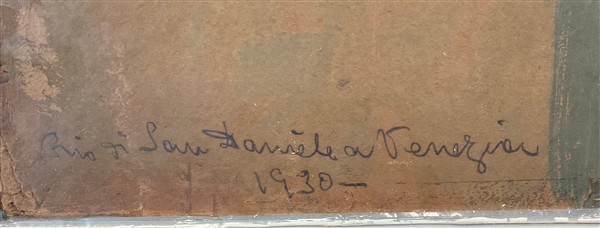 Rio di San Daniele a Venezia
1930 —